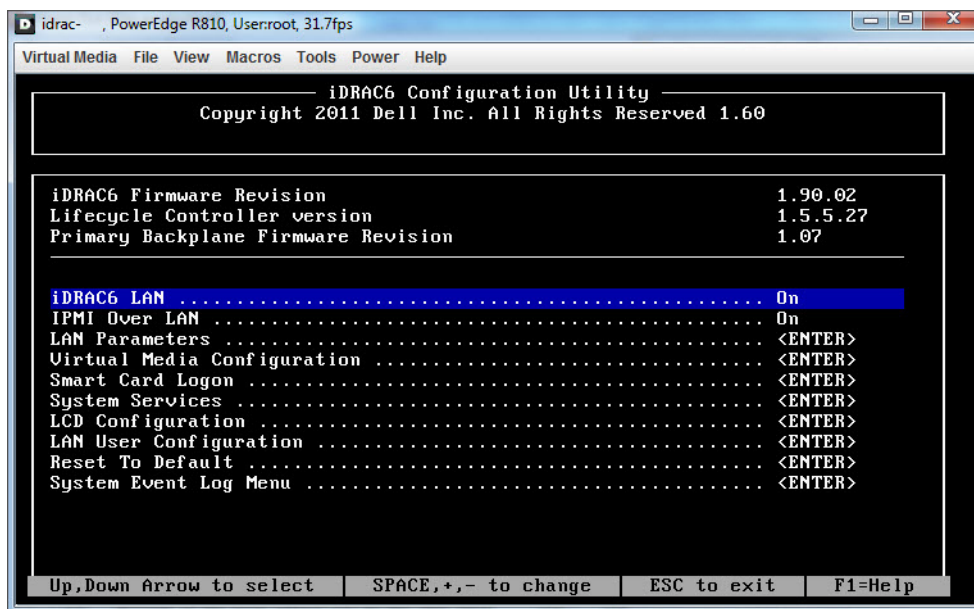 idrac- , PowerEdge R810, User:root, 31.7fps
Virtual Media File View Macros Tools Power Help
iDRAC6 Configuration Utility
Copyright 2011 Dell Inc. All Rights Reserved 1.60
iDRAC6 Firmware Revision 1.90.02
Lifecycle Controller version 1.5.5.27
Primary Backplane Firmware Revision 1.07
iDRAC6 LAN ................................................... On
IPMI Over LAN ................................................ On
LAN Parameters ............................................... <ENTER>
Virtual Media Configuration .................................. <ENTER>
Smart Card Logon ............................................. <ENTER>
System Services .............................................. <ENTER>
LCD Configuration ............................................ <ENTER>
LAN User Configuration ....................................... <ENTER>
Reset To Default ............................................. <ENTER>
System Event Log Menu ........................................ <ENTER>
Up,Down Arrow to select SPACE,+,- to change ESC to exit F1=Help